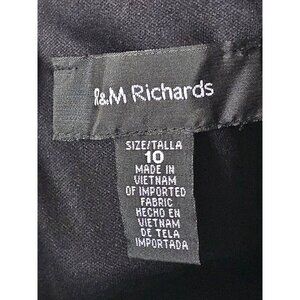 R&M Richards
SIZE/TALLA
10
MADE IN
VIETNAM
OF IMPORTED
FABRIC
HECHO EN
VIETNAM
DE TELA
IMPORTADA